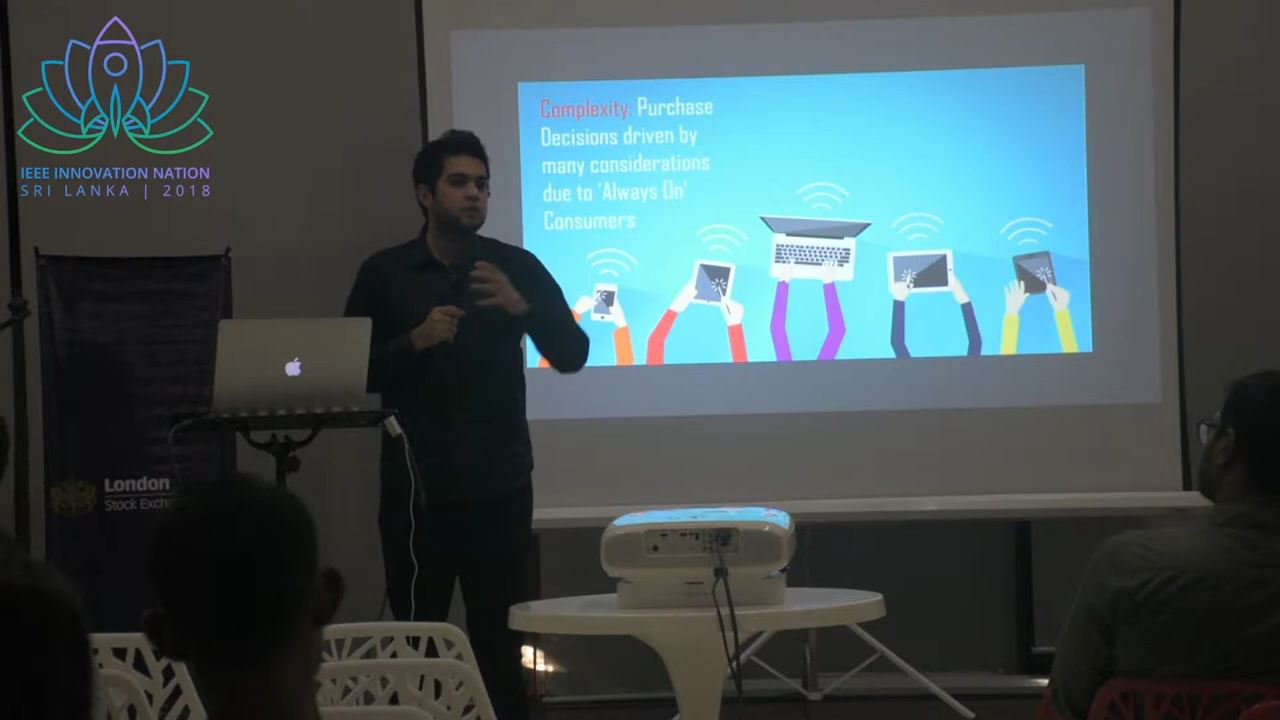 IEEE INNOVATION NATION
SRI LANKA | 2018
Complexity: Purchase
Decisions driven by
many considerations
due to 'Always On'
Consumers
London
Stock